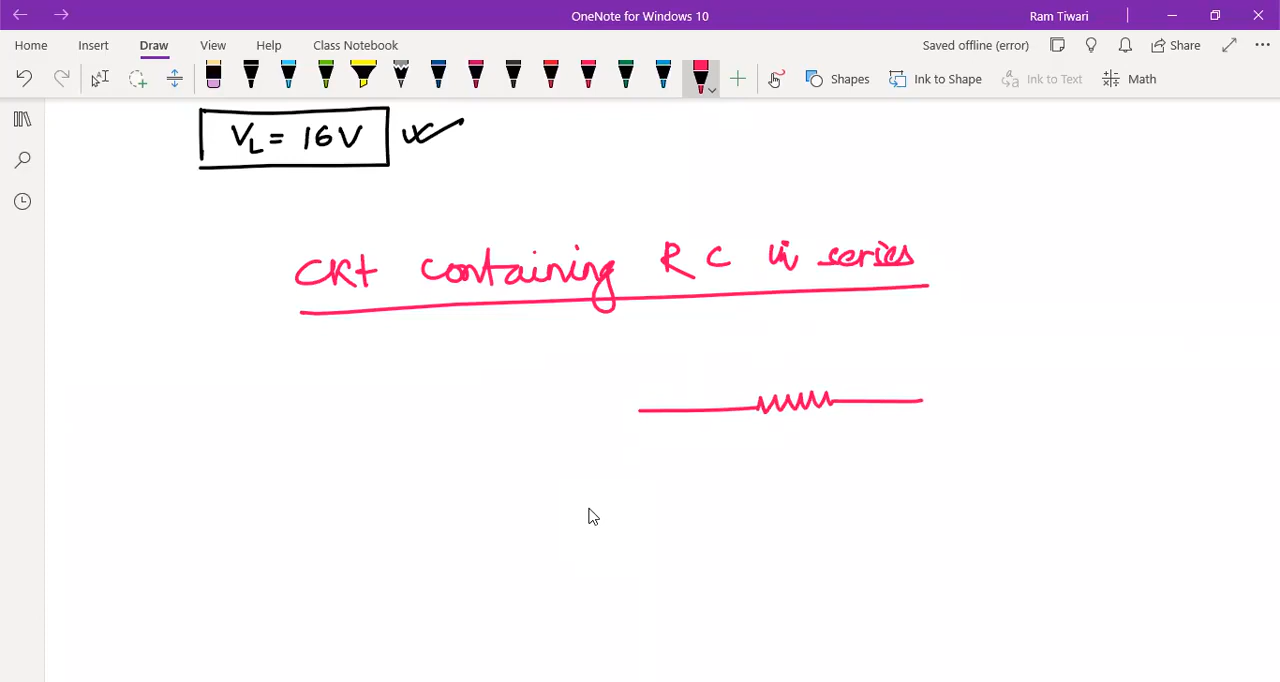 OneNote for Windows 10
Ram Tiwari
Home Insert Draw View Help Class Notebook
Saved offline (error) Share
Shapes Ink to Shape Ink to Text Math
VL = 16V
CKt containing RC in series